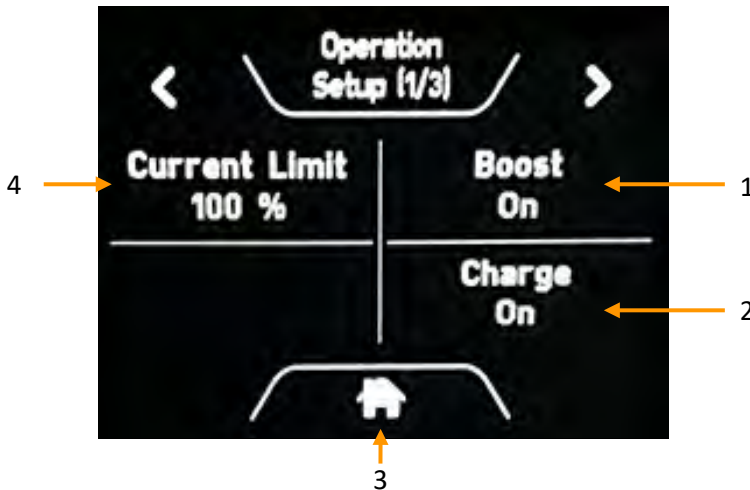 Operation
Setup (1/3)
4
Current Limit
100 %
Boost
On
1
Charge
On
2
3